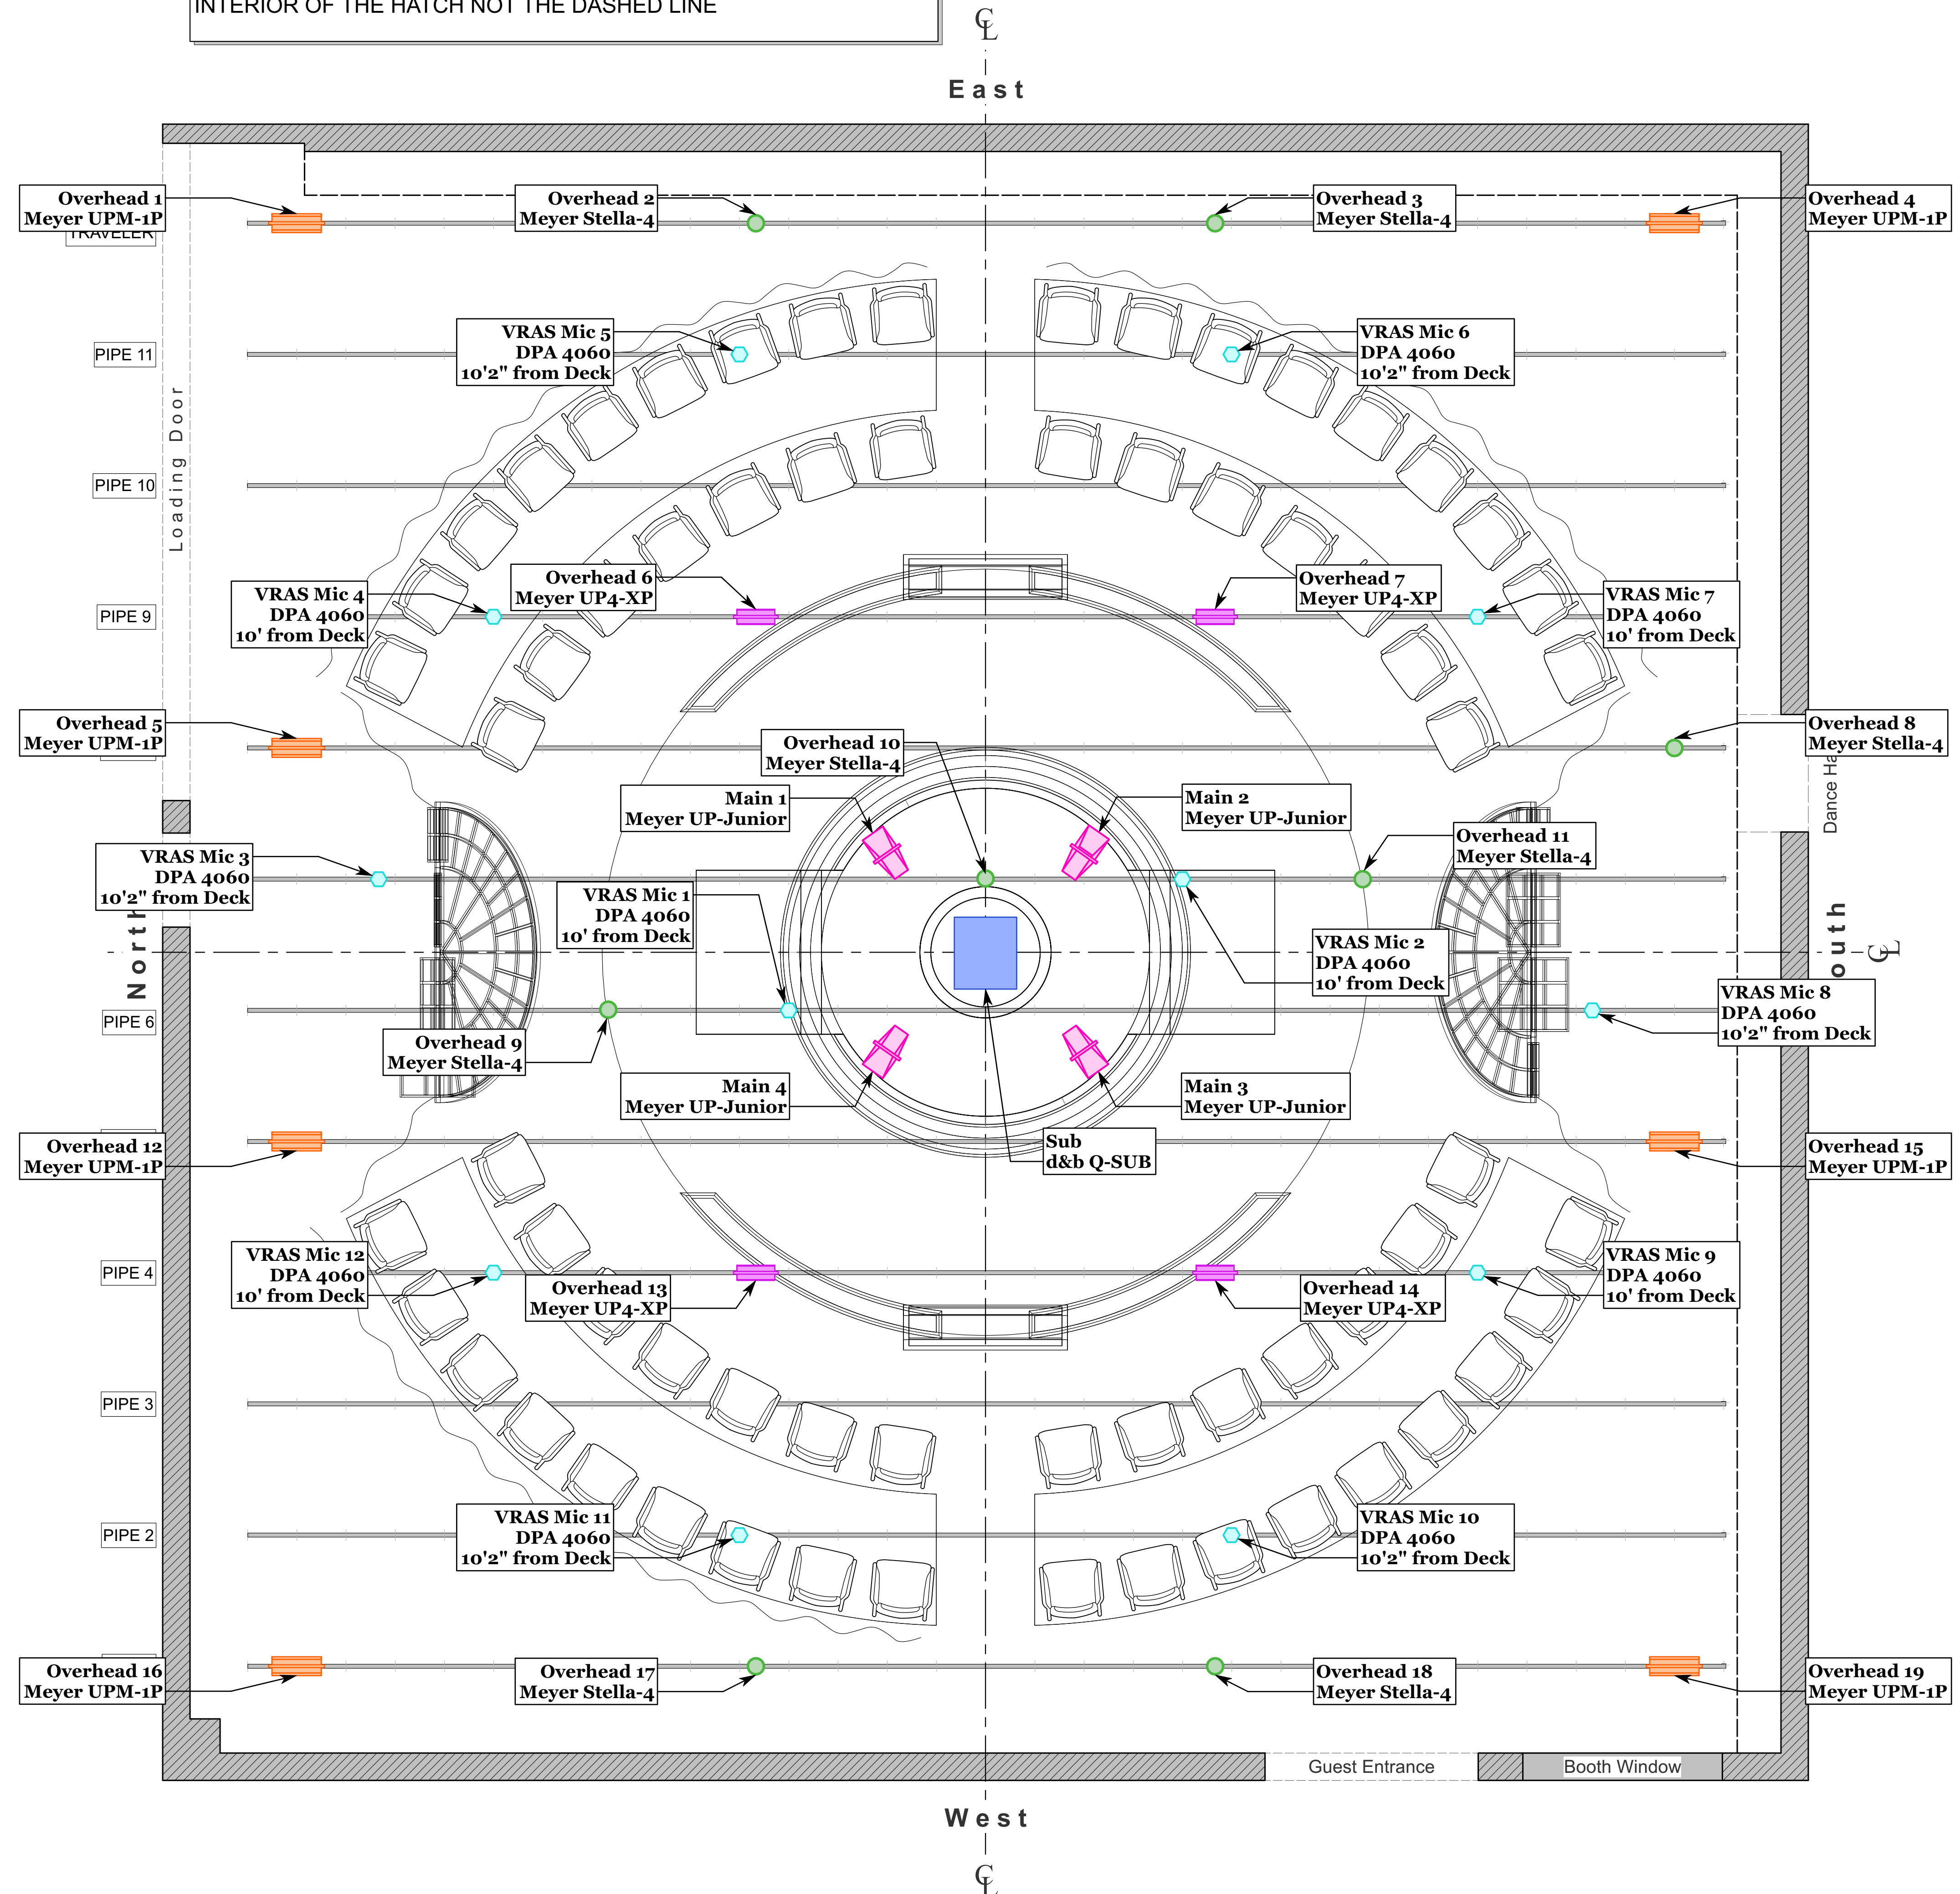 INTERIOR OF THE HATCH NOT THE DASHED LINE
East
Overhead 1
Meyer UPM-1P
TRAVELER
Overhead 2
Meyer Stella-4
Overhead 3
Meyer Stella-4
Overhead 4
Meyer UPM-1P
PIPE 11
VRAS Mic 5
DPA 4060
10'2" from Deck
VRAS Mic 6
DPA 4060
10'2" from Deck
Loading Door
PIPE 10
PIPE 9
VRAS Mic 4
DPA 4060
10' from Deck
Overhead 6
Meyer UP4-XP
Overhead 7
Meyer UP4-XP
VRAS Mic 7
DPA 4060
10' from Deck
Overhead 5
Meyer UPM-1P
Overhead 10
Meyer Stella-4
Overhead 8
Meyer Stella-4
Dance Ha
Main 1
Meyer UP-Junior
Main 2
Meyer UP-Junior
Overhead 11
Meyer Stella-4
VRAS Mic 3
DPA 4060
10'2" from Deck
VRAS Mic 1
DPA 4060
10' from Deck
VRAS Mic 2
DPA 4060
10' from Deck
North
outh
PIPE 6
VRAS Mic 8
DPA 4060
10'2" from Deck
Overhead 9
Meyer Stella-4
Main 4
Meyer UP-Junior
Main 3
Meyer UP-Junior
Sub
d&b Q-SUB
Overhead 12
Meyer UPM-1P
Overhead 15
Meyer UPM-1P
PIPE 4
VRAS Mic 12
DPA 4060
10' from Deck
Overhead 13
Meyer UP4-XP
Overhead 14
Meyer UP4-XP
VRAS Mic 9
DPA 4060
10' from Deck
PIPE 3
PIPE 2
VRAS Mic 11
DPA 4060
10'2" from Deck
VRAS Mic 10
DPA 4060
10'2" from Deck
Overhead 16
Meyer UPM-1P
Overhead 17
Meyer Stella-4
Overhead 18
Meyer Stella-4
Overhead 19
Meyer UPM-1P
Guest Entrance
Booth Window
West